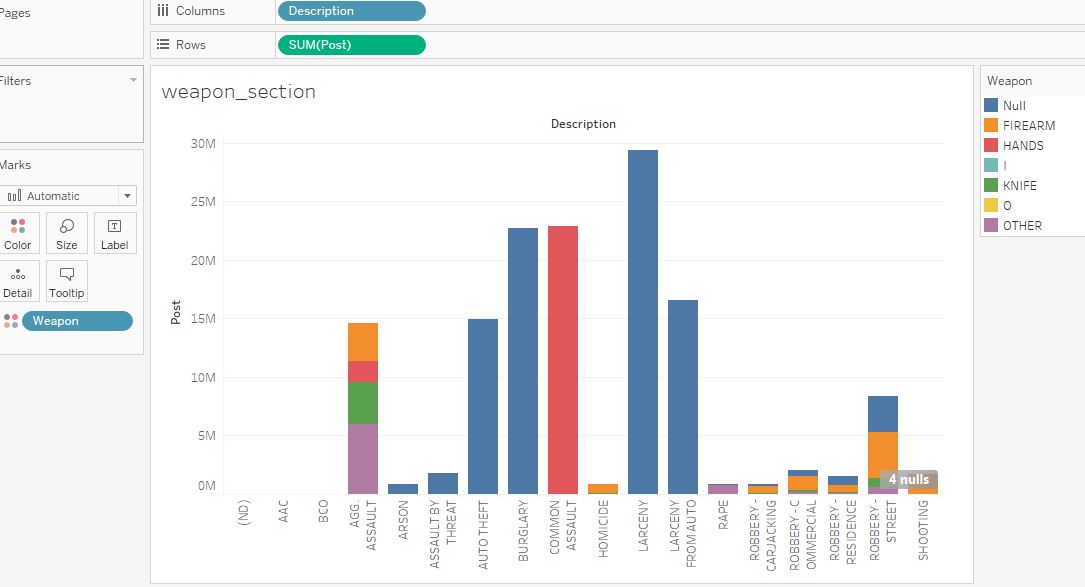 Pages
Columns
Description
Rows
SUM(Post)
Filters
Marks
Automatic
Color
Size
Label
Detail
Tooltip
Weapon
weapon_section
Description
Post
30M
25M
20M
15M
10M
5M
0M
4 nulls
(ND)
AAC
BCO
AGG.
ASSAULT
ARSON
ASSAULT BY
THREAT
AUTO THEFT
BURGLARY
COMMON
ASSAULT
HOMICIDE
LARCENY
LARCENY
FROM AUTO
RAPE
ROBBERY -
CARJACKING
ROBBERY - C
OMMERCIAL
ROBBERY -
RESIDENCE
ROBBERY -
STREET
SHOOTING
Weapon
Null
FIREARM
HANDS
I
KNIFE
O
OTHER